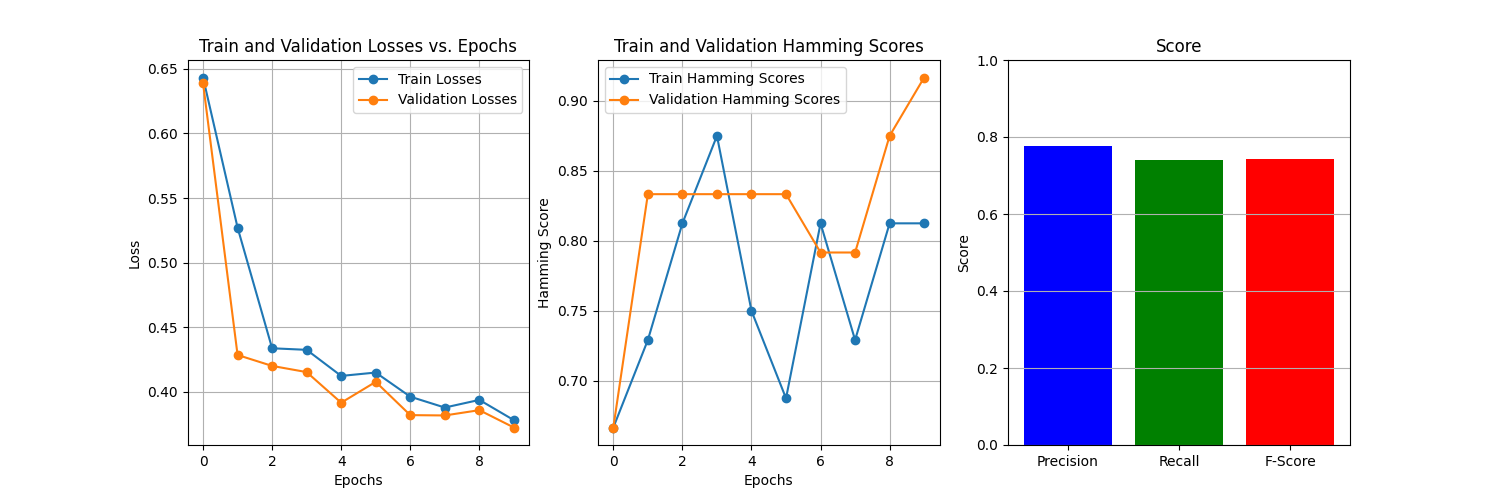 Train and Validation Losses vs. Epochs
Train Losses
Validation Losses
Loss
0.65
0.60
0.55
0.50
0.45
0.40
0 2 4 6 8
Epochs
Train and Validation Hamming Scores
Train Hamming Scores
Validation Hamming Scores
Hamming Score
0.90
0.85
0.80
0.75
0.70
0 2 4 6 8
Epochs
Score
Score
1.0
0.8
0.6
0.4
0.2
0.0
Precision Recall F-Score